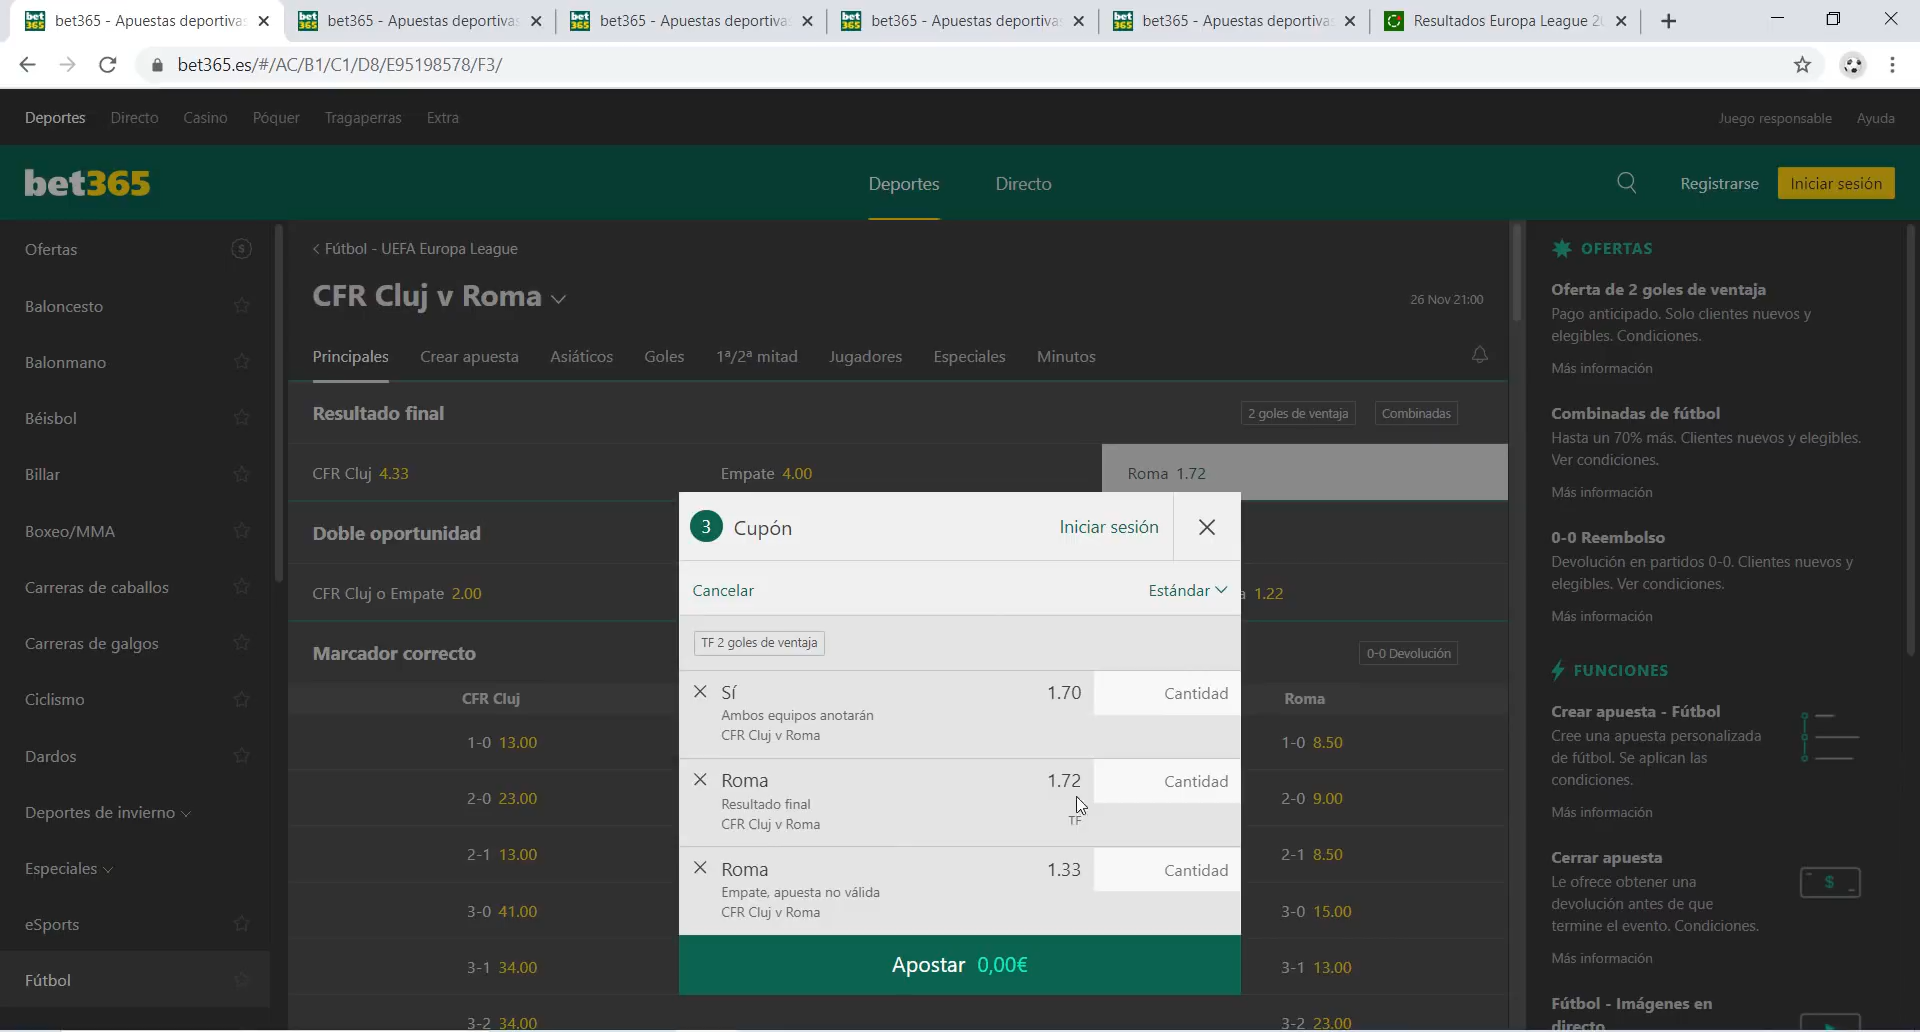 bet365 - Apuestas deportivas
bet365 - Apuestas deportivas
bet365 - Apuestas deportiva
bet365 - Apuestas deportiva
bet365 - Apuestas deportiva
Resultados Europa League 2
bet365.es/#/AC/B1/C1/D8/E95198578/F3/
Deportes Directo Casino Póquer Tragaperras Extra
Juego responsable Ayuda
bet365
Deportes Directo
Registrarse Iniciar sesión
Ofertas
Baloncesto
Balonmano
Béisbol
Billar
Boxeo/MMA
Carreras de caballos
Carreras de galgos
Ciclismo
Dardos
Deportes de invierno
Especiales
eSports
Fútbol
Fútbol - UEFA Europa League
CFR Cluj v Roma
26 Nov 21:00
Principales Crear apuesta Asiáticos Goles 1ª/2ª mitad Jugadores Especiales Minutos
Resultado final
2 goles de ventaja Combinadas
CFR Cluj 4.33 Empate 4.00 Roma 1.72
Doble oportunidad
CFR Cluj o Empate 2.00
a 1.22
Marcador correcto
0-0 Devolución
CFR Cluj Roma
1-0 13.00 1-0 8.50
2-0 23.00 2-0 9.00
2-1 13.00 2-1 8.50
3-0 41.00 3-0 15.00
3-1 34.00 3-1 13.00
3-2 34.00 3-2 23.00
3 Cupón Iniciar sesión
Cancelar Estándar
TF 2 goles de ventaja
Sí 1.70 Cantidad
Ambos equipos anotarán
CFR Cluj v Roma
Roma 1.72 Cantidad
Resultado final
CFR Cluj v Roma
TF
Roma 1.33 Cantidad
Empate, apuesta no válida
CFR Cluj v Roma
Apostar 0,00€
OFERTAS
Oferta de 2 goles de ventaja
Pago anticipado. Solo clientes nuevos y
elegibles. Condiciones.
Más información
Combinadas de fútbol
Hasta un 70% más. Clientes nuevos y elegibles.
Ver condiciones.
Más información
0-0 Reembolso
Devolución en partidos 0-0. Clientes nuevos y
elegibles. Ver condiciones.
Más información
FUNCIONES
Crear apuesta - Fútbol
Cree una apuesta personalizada
de fútbol. Se aplican las
condiciones.
Más información
Cerrar apuesta
Le ofrece obtener una
devolución antes de que
termine el evento. Condiciones.
Más información
Fútbol - Imágenes en
directo